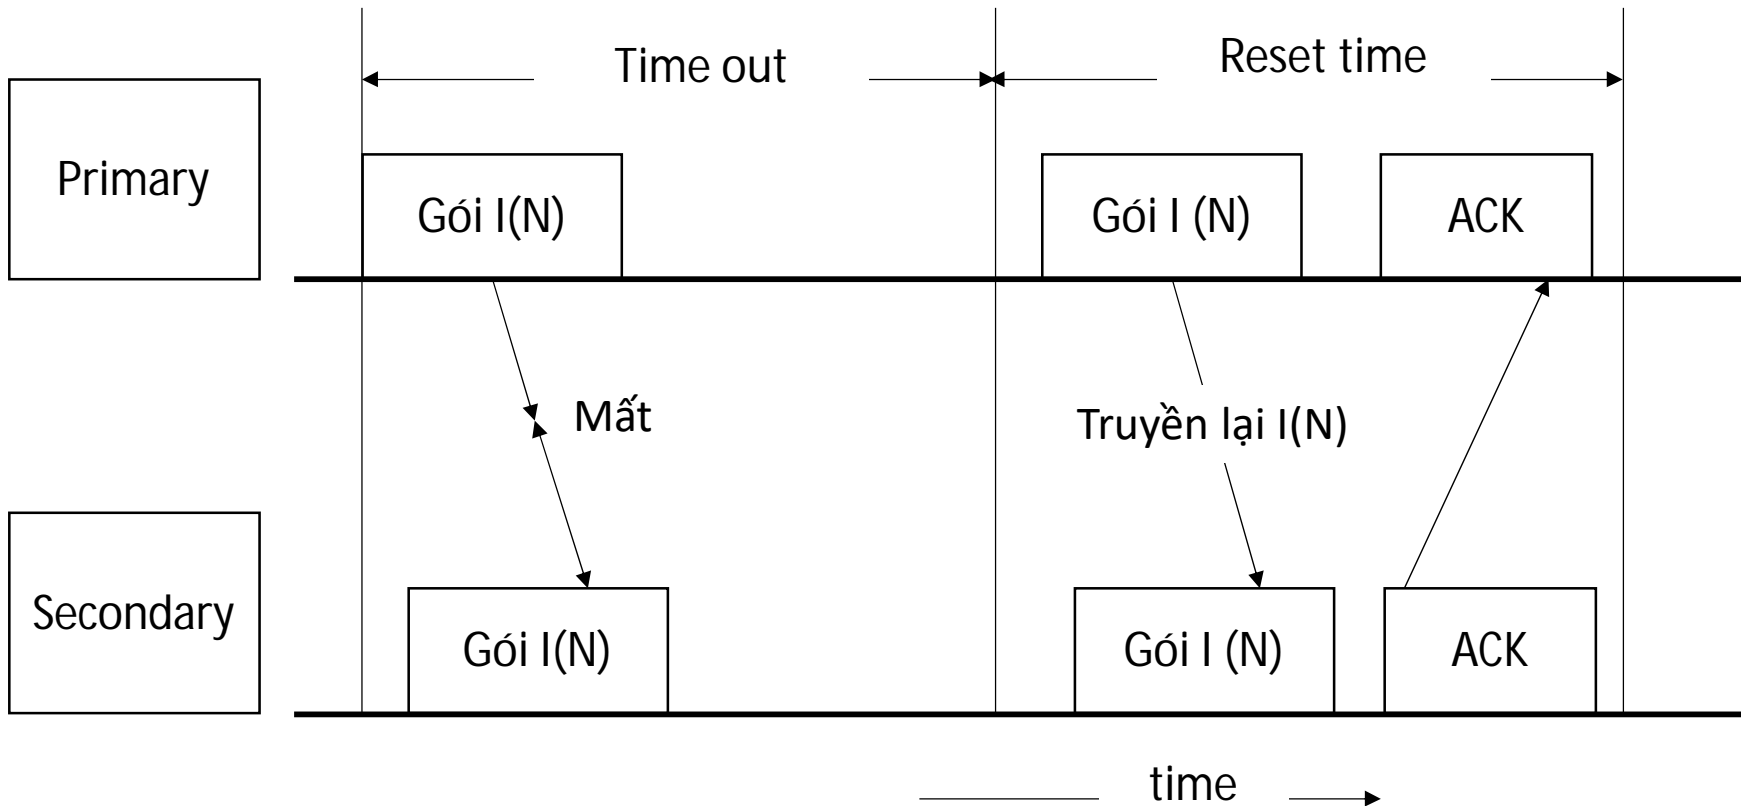 Time out
Reset time
Primary
Gói I(N)
Gói I (N)
ACK
Mất
Truyền lại I(N)
Secondary
Gói I(N)
Gói I (N)
ACK
time